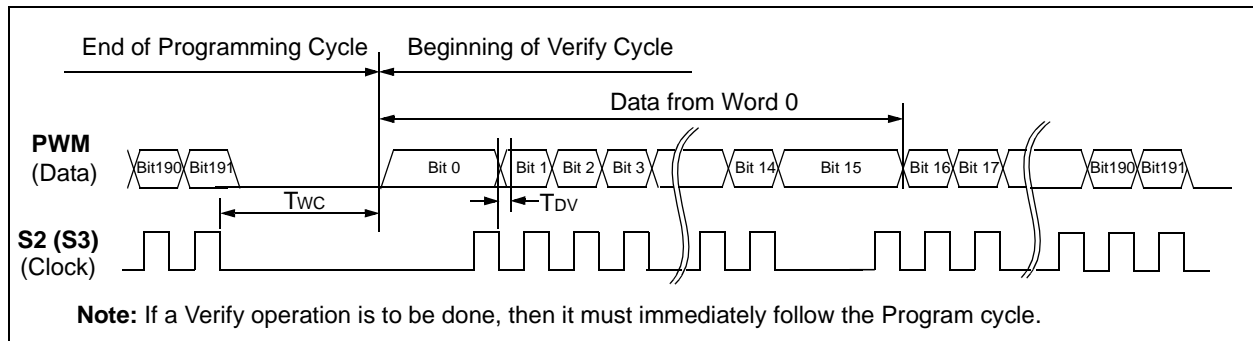 End of Programming Cycle Beginning of Verify Cycle
Data from Word 0
PWM
(Data)
Bit190 Bit191 Bit 0 Bit 1 Bit 2 Bit 3 Bit 14 Bit 15 Bit 16 Bit 17 Bit190 Bit191
TWC TDV
S2 (S3)
(Clock)
Note: If a Verify operation is to be done, then it must immediately follow the Program cycle.